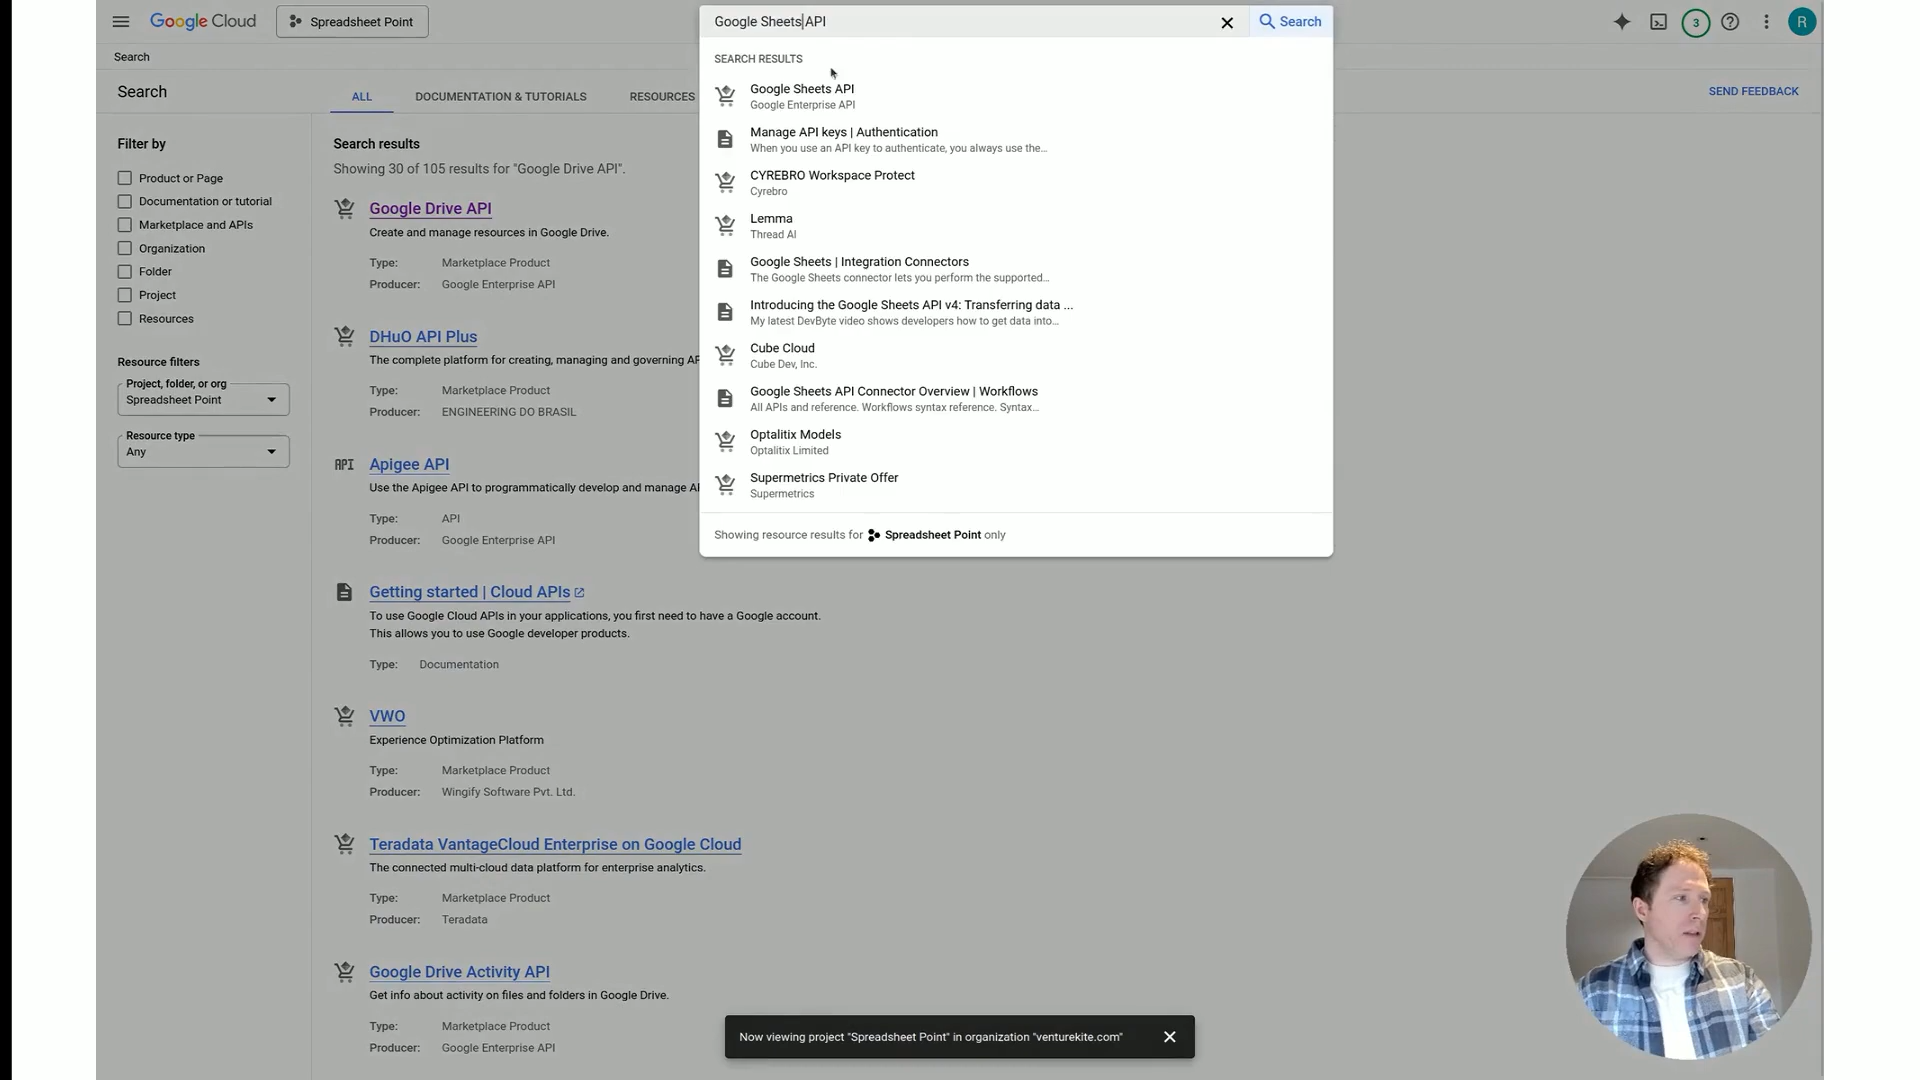 Google Cloud
Spreadsheet Point
Google Sheets API
Search
3
R
Search
Search
ALL
DOCUMENTATION & TUTORIALS
RESOURCES
SEND FEEDBACK
SEARCH RESULTS
Google Sheets API
Google Enterprise API
Manage API keys | Authentication
When you use an API key to authenticate, you always use the...
CYREBRO Workspace Protect
Cyrebro
Lemma
Thread AI
Google Sheets | Integration Connectors
The Google Sheets connector lets you perform the supported...
Introducing the Google Sheets API v4: Transferring data ...
My latest DevByte video shows developers how to get data into...
Cube Cloud
Cube Dev, Inc.
Google Sheets API Connector Overview | Workflows
All APIs and reference. Workflows syntax reference. Syntax...
Optalitix Models
Optalitix Limited
Supermetrics Private Offer
Supermetrics
Showing resource results for Spreadsheet Point only
Filter by
Product or Page
Documentation or tutorial
Marketplace and APIs
Organization
Folder
Project
Resources
Resource filters
Project, folder, or org
Spreadsheet Point
Resource type
Any
Search results
Showing 30 of 105 results for "Google Drive API".
Google Drive API
Create and manage resources in Google Drive.
Type: Marketplace Product
Producer: Google Enterprise API
DHuO API Plus
The complete platform for creating, managing and governing AP
Type: Marketplace Product
Producer: ENGINEERING DO BRASIL
API
Apigee API
Use the Apigee API to programmatically develop and manage AP
Type: API
Producer: Google Enterprise API
Getting started | Cloud APIs
To use Google Cloud APIs in your applications, you first need to have a Google account.
This allows you to use Google developer products.
Type: Documentation
VWO
Experience Optimization Platform
Type: Marketplace Product
Producer: Wingify Software Pvt. Ltd.
Teradata VantageCloud Enterprise on Google Cloud
The connected multi-cloud data platform for enterprise analytics.
Type: Marketplace Product
Producer: Teradata
Google Drive Activity API
Get info about activity on files and folders in Google Drive.
Type: Marketplace Product
Producer: Google Enterprise API
Now viewing project "Spreadsheet Point" in organization "venturekite.com"